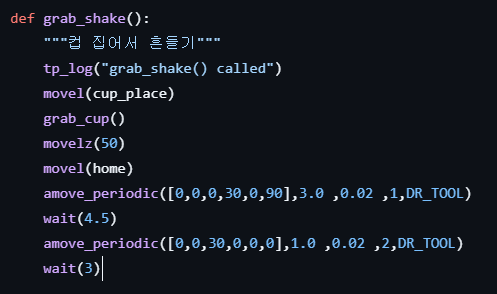 def grab_shake():
    """컵 집어서 흔들기"""
    tp_log("grab_shake() called")
    movel(cup_place)
    grab_cup()
    movelz(50)
    movel(home)
    amove_periodic([0,0,0,30,0,90],3.0 ,0.02 ,1,DR_TOOL)
    wait(4.5)
    amove_periodic([0,0,30,0,0,0],1.0 ,0.02 ,2,DR_TOOL)
    wait(3)